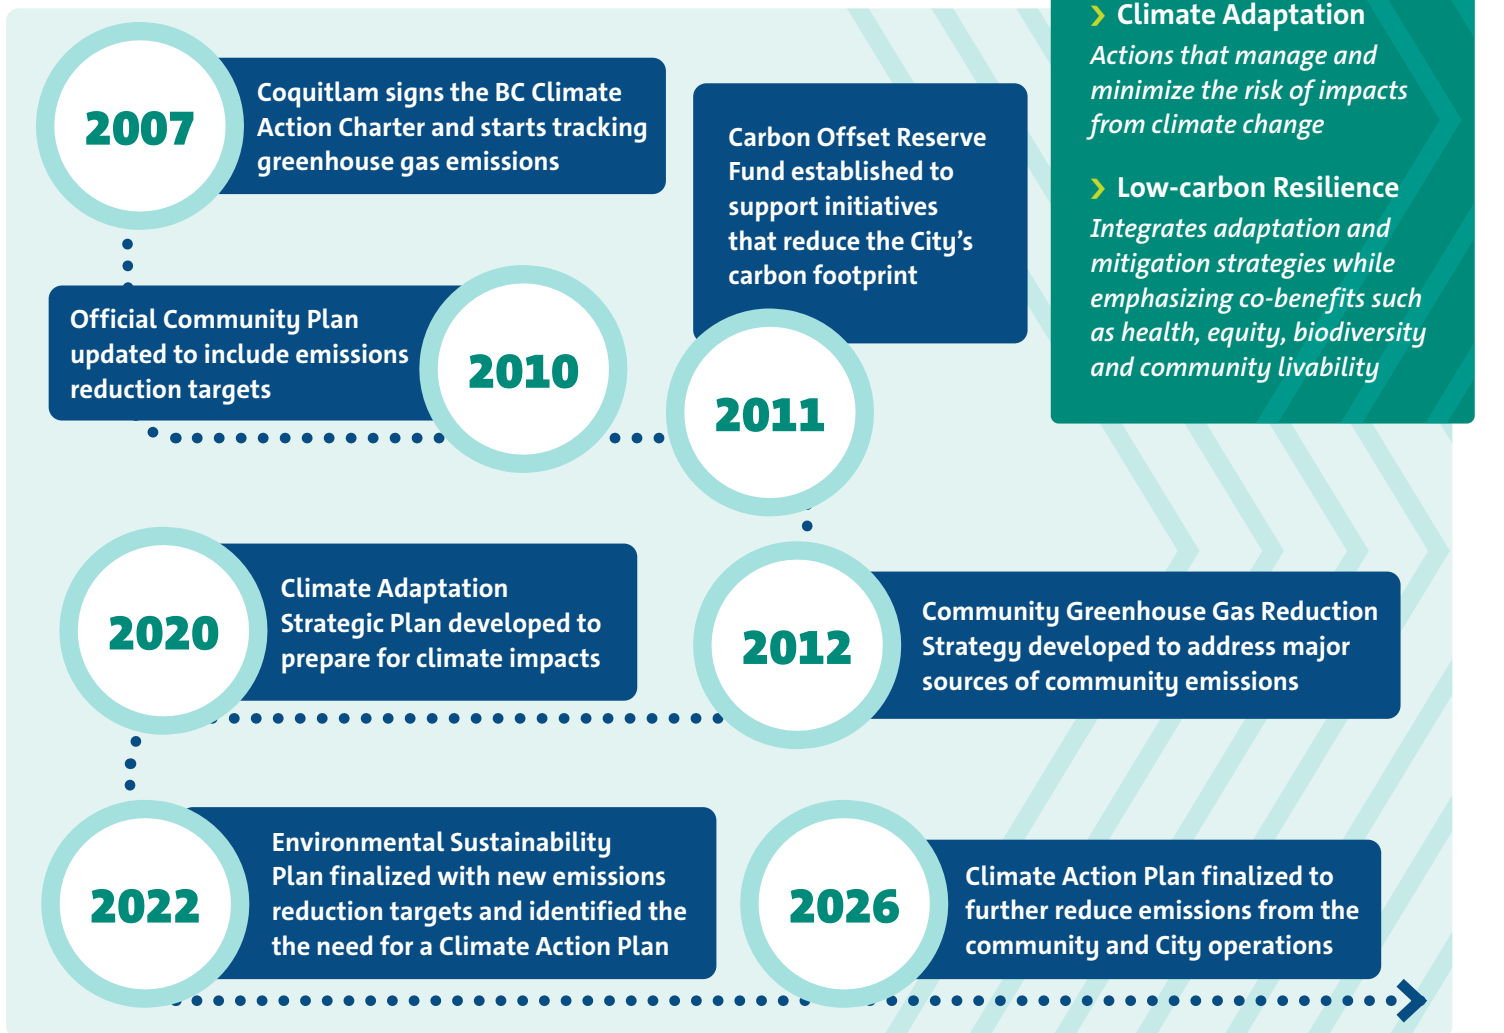 2007
Coquitlam signs the BC Climate
Action Charter and starts tracking
greenhouse gas emissions
Official Community Plan
updated to include emissions
reduction targets
2010
Carbon Offset Reserve
Fund established to
support initiatives
that reduce the City's
carbon footprint
2011
› Climate Adaptation
Actions that manage and
minimize the risk of impacts
from climate change
› Low-carbon Resilience
Integrates adaptation and
mitigation strategies while
emphasizing co-benefits such
as health, equity, biodiversity
and community livability
2012
Community Greenhouse Gas Reduction
Strategy developed to address major
sources of community emissions
2020
Climate Adaptation
Strategic Plan developed to
prepare for climate impacts
2022
Environmental Sustainability
Plan finalized with new emissions
reduction targets and identified the
the need for a Climate Action Plan
2026
Climate Action Plan finalized to
further reduce emissions from the
community and City operations